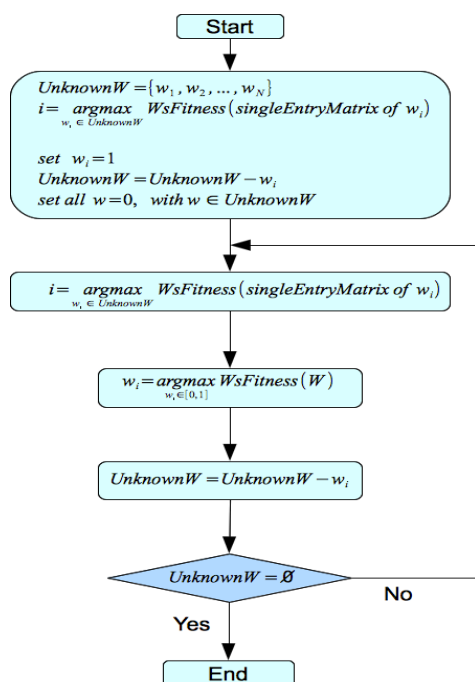 Start
UnknownW={w₁, w₂, ..., w_N}
i= argmax WsFitness(singleEntryMatrix of wᵢ)
wᵢ ∈ UnknownW
set wᵢ=1
UnknownW=UnknownW−wᵢ
set all w=0, with w∈UnknownW
i= argmax WsFitness(singleEntryMatrix of wᵢ)
wᵢ ∈ UnknownW
wᵢ=argmax WsFitness(W)
wᵢ∈[0,1]
UnknownW=UnknownW−wᵢ
UnknownW=∅
No
Yes
End